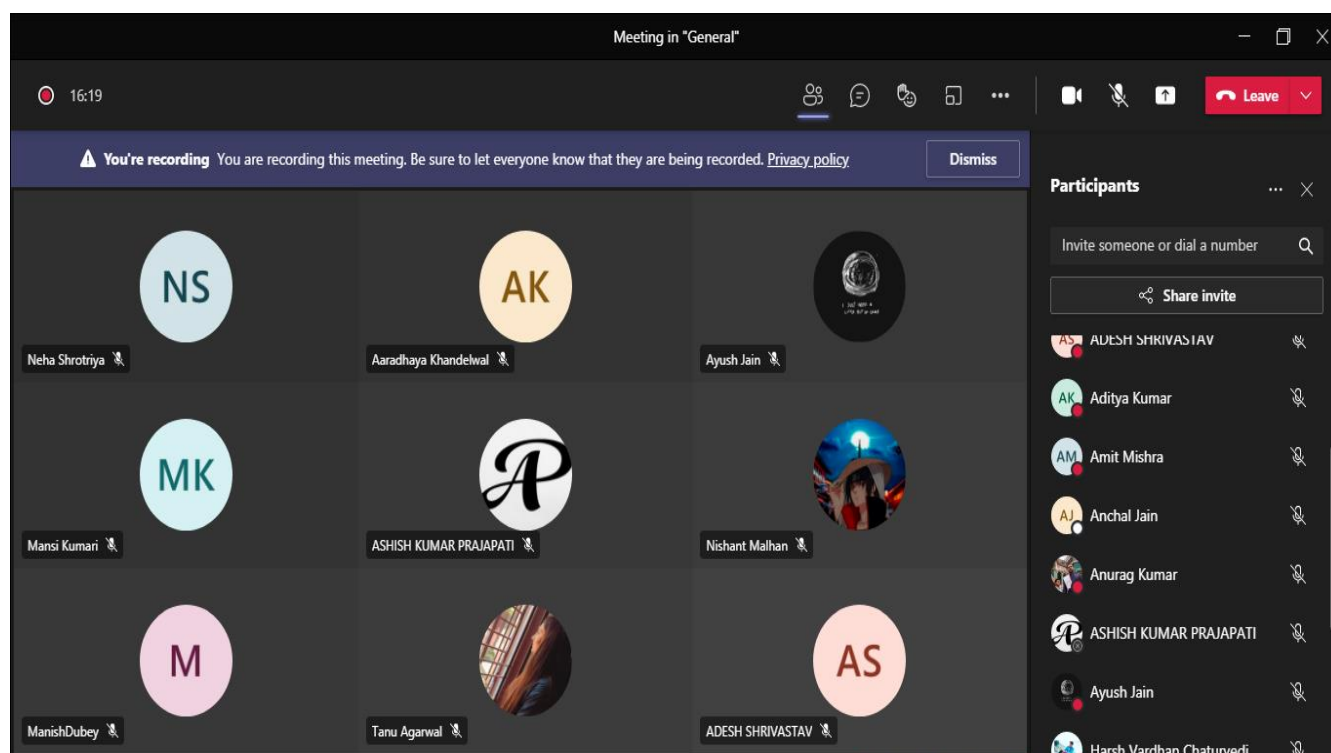 Meeting in "General"
16:19
Leave
You're recording You are recording this meeting. Be sure to let everyone know that they are being recorded. Privacy policy
Dismiss
NS
Neha Shrotriya
AK
Aaradhaya Khandelwal
Ayush Jain
MK
Mansi Kumari
AP
ASHISH KUMAR PRAJAPATI
Nishant Malhan
M
ManishDubey
Tanu Agarwal
AS
ADESH SHRIVASTAV
Participants
Invite someone or dial a number
Share invite
AS ADESH SHRIVASTAV
AK Aditya Kumar
AM Amit Mishra
AJ Anchal Jain
Anurag Kumar
AP ASHISH KUMAR PRAJAPATI
Ayush Jain
Harsh Vardhan Chaturvedi